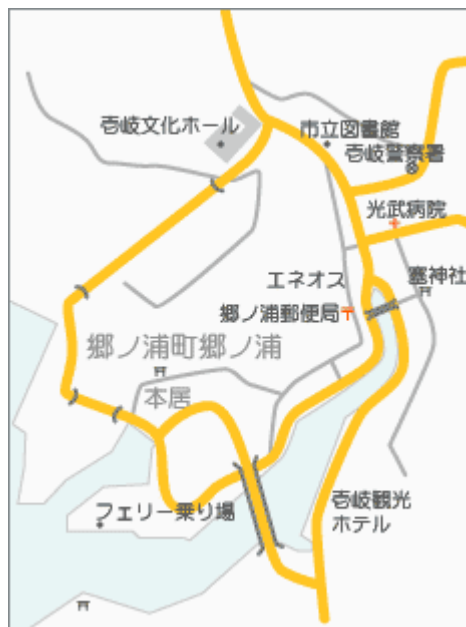 壱岐文化ホール
市立図書館
壱岐警察署
光武病院
エネオス
塞神社
郷ノ浦郵便局
郷ノ浦町郷ノ浦
本居
フェリー乗り場
壱岐観光
ホテル